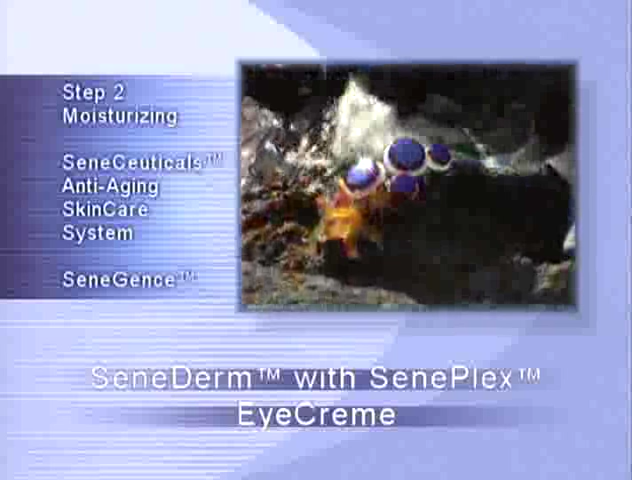 Step 2
Moisturizing
SeneCeuticals™
Anti-Aging
SkinCare
System
SeneGence™
SeneDerm™ with SenePlex™
EyeCreme